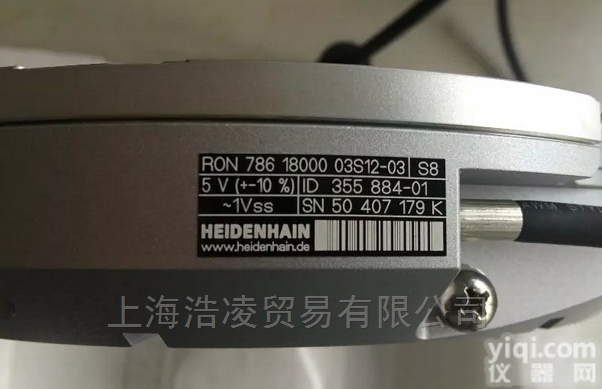 RON 786 18000 03S12-03 S8
5 V (+-10 %) ID 355 884-01
~1Vss SN 50 407 179 K
HEIDENHAIN
www.heidenhain.de
上海浩凌贸易有限公司
yiqi.com
仪器网